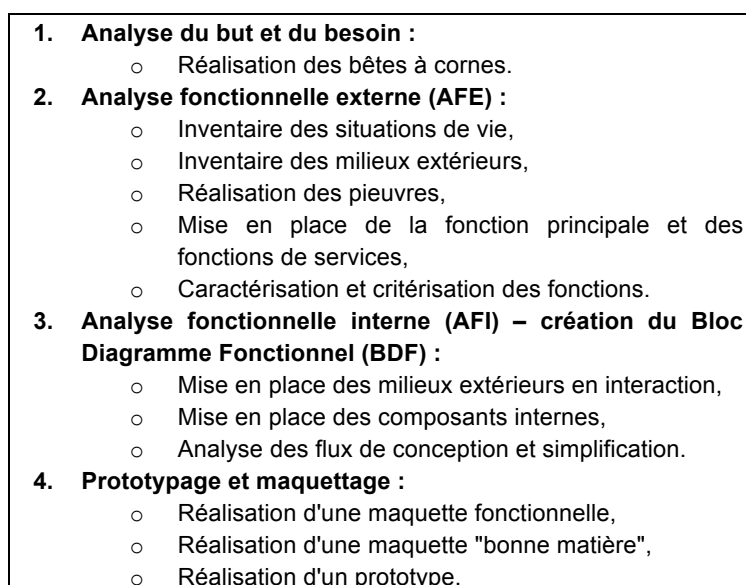 1. Analyse du but et du besoin :
o Réalisation des bêtes à cornes.
2. Analyse fonctionnelle externe (AFE) :
o Inventaire des situations de vie,
o Inventaire des milieux extérieurs,
o Réalisation des pieuvres,
o Mise en place de la fonction principale et des
fonctions de services,
o Caractérisation et critérisation des fonctions.
3. Analyse fonctionnelle interne (AFI) – création du Bloc
Diagramme Fonctionnel (BDF) :
o Mise en place des milieux extérieurs en interaction,
o Mise en place des composants internes,
o Analyse des flux de conception et simplification.
4. Prototypage et maquettage :
o Réalisation d'une maquette fonctionnelle,
o Réalisation d'une maquette "bonne matière",
o Réalisation d'un prototype.